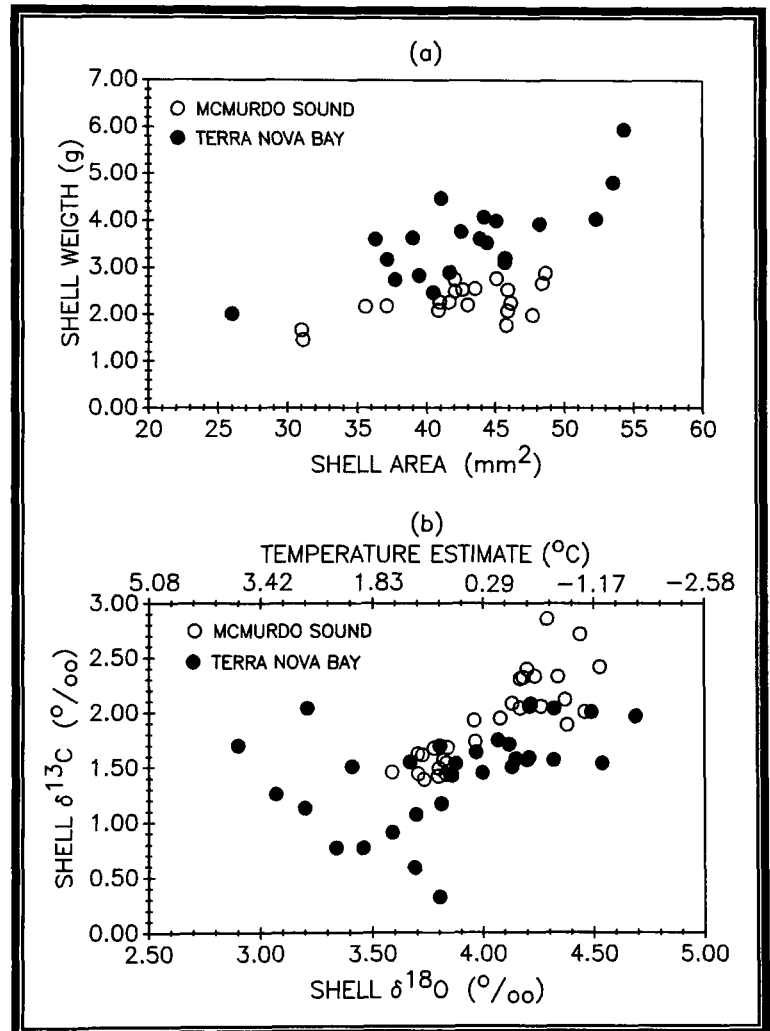 (a)
7.00
6.00
5.00
4.00
3.00
2.00
1.00
0.00
SHELL WEIGTH (g)
○ MCMURDO SOUND
● TERRA NOVA BAY
20 25 30 35 40 45 50 55 60
SHELL AREA (mm²)
(b)
TEMPERATURE ESTIMATE (°C)
5.08 3.42 1.83 0.29 −1.17 −2.58
3.00
2.50
2.00
1.50
1.00
0.50
0.00
SHELL δ¹³C (°/oo)
○ MCMURDO SOUND
● TERRA NOVA BAY
2.50 3.00 3.50 4.00 4.50 5.00
SHELL δ¹⁸O (°/oo)